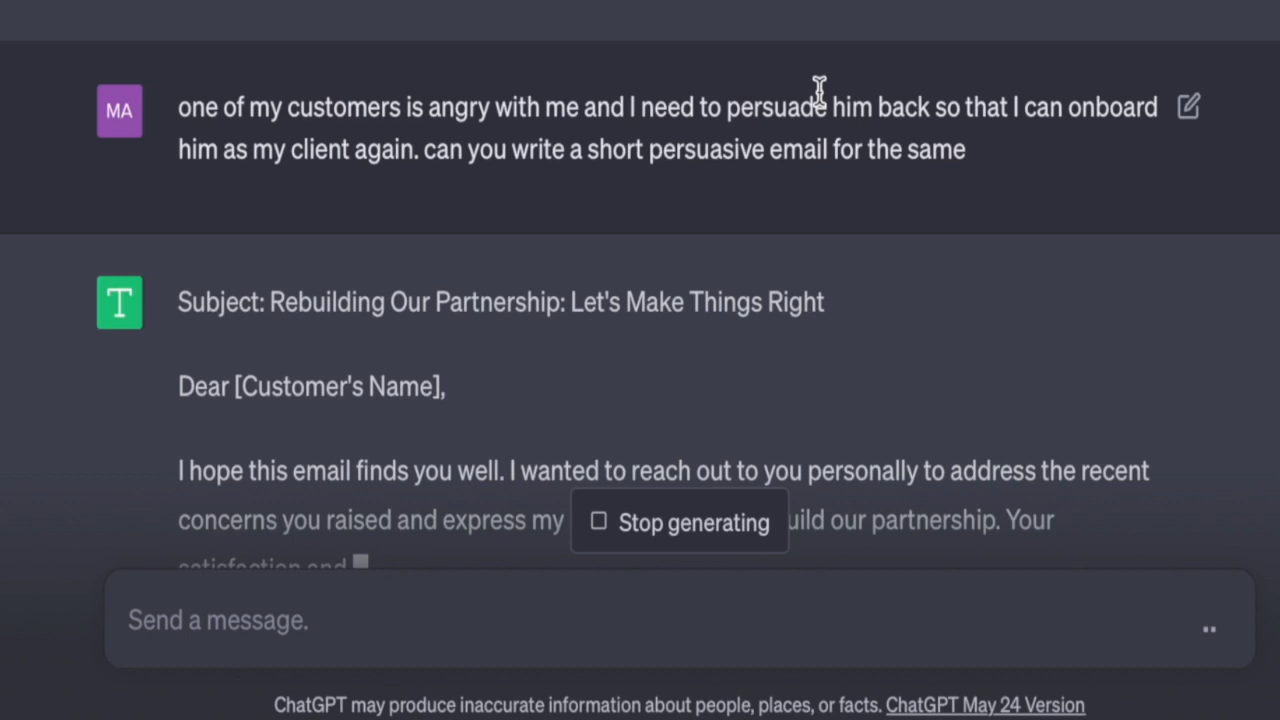 MA
one of my customers is angry with me and I need to persuade him back so that I can onboard
him as my client again. can you write a short persuasive email for the same
T
Subject: Rebuilding Our Partnership: Let's Make Things Right
Dear [Customer's Name],
I hope this email finds you well. I wanted to reach out to you personally to address the recent
concerns you raised and express my
Stop generating
our partnership. Your
satisfaction and
Send a message.
ChatGPT may produce inaccurate information about people, places, or facts. ChatGPT May 24 Version